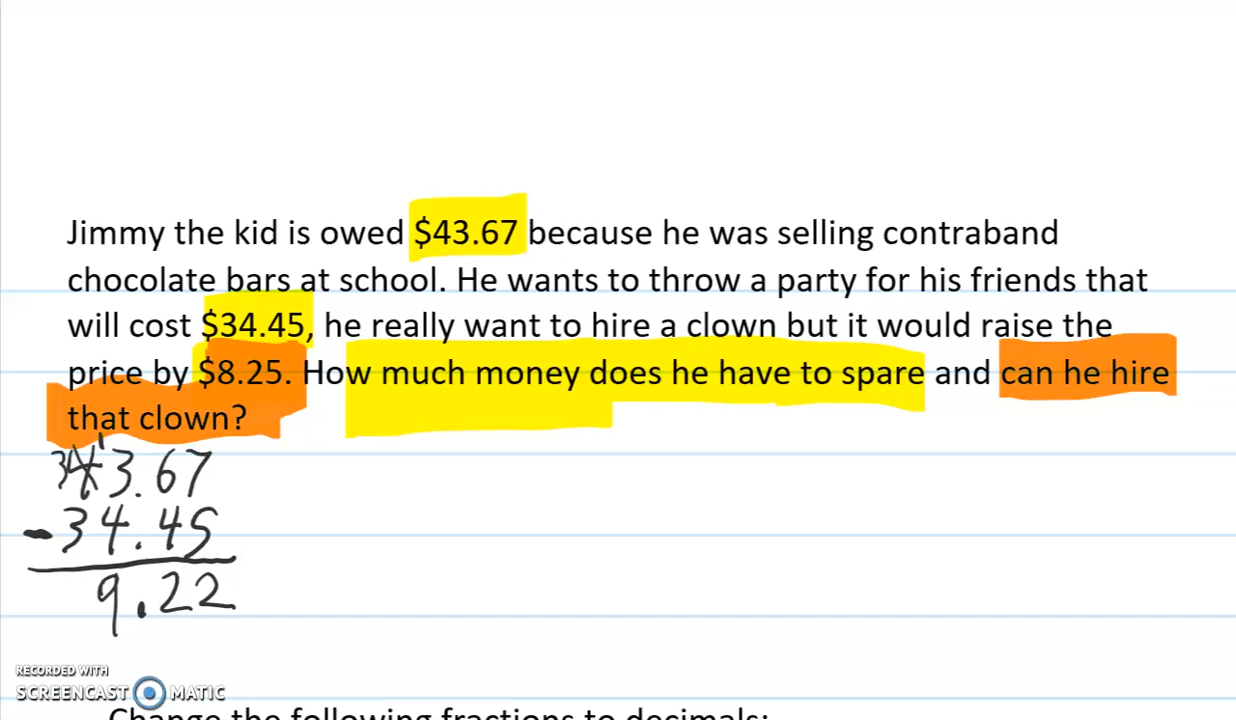 Jimmy the kid is owed $43.67 because he was selling contraband
chocolate bars at school. He wants to throw a party for his friends that
will cost $34.45, he really want to hire a clown but it would raise the
price by $8.25. How much money does he have to spare and can he hire
that clown?
3 1
43.67
-34.45
9.22
RECORDED WITH
SCREENCAST MATIC
Change the following fractions to decimals: